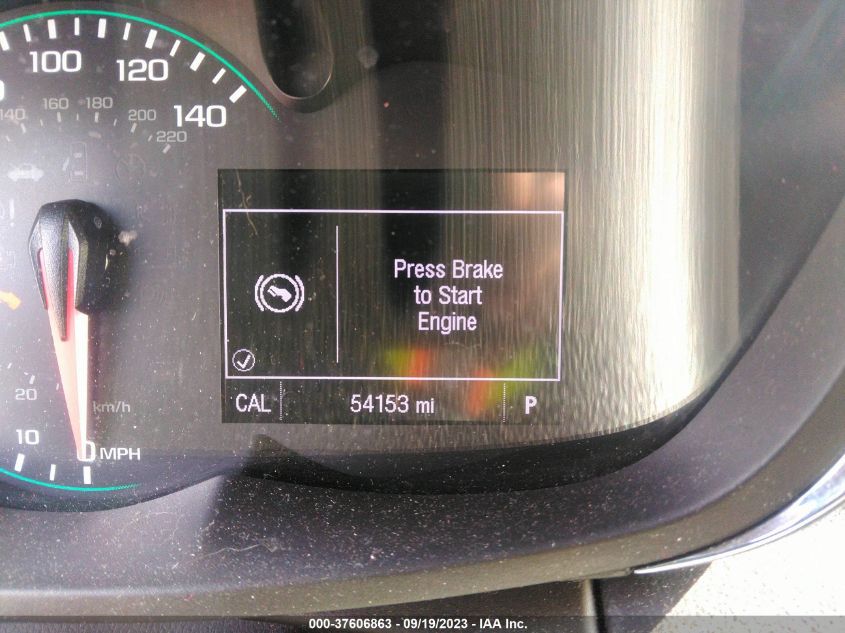 100
120
140
140
160
180
200
220
Press Brake
to Start
Engine
20
km/h
10
0 MPH
CAL 54153 mi P
000-37606863 - 09/19/2023 - IAA Inc.